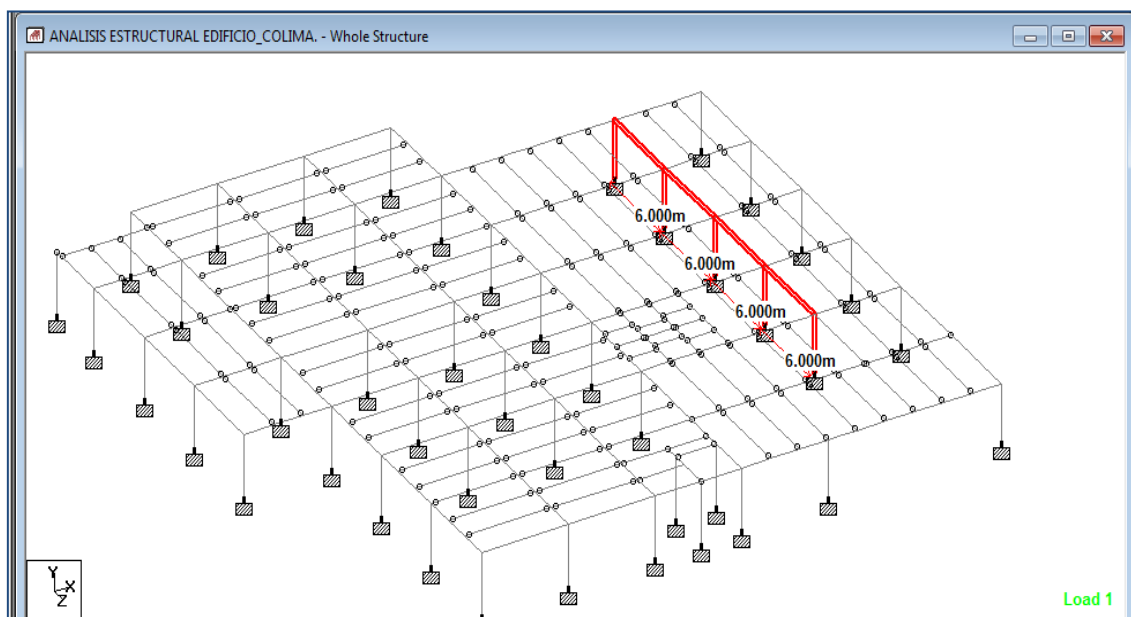 ANALISIS ESTRUCTURAL EDIFICIO_COLIMA. - Whole Structure
6.000m
6.000m
6.000m
6.000m
Y
X
Z
Load 1